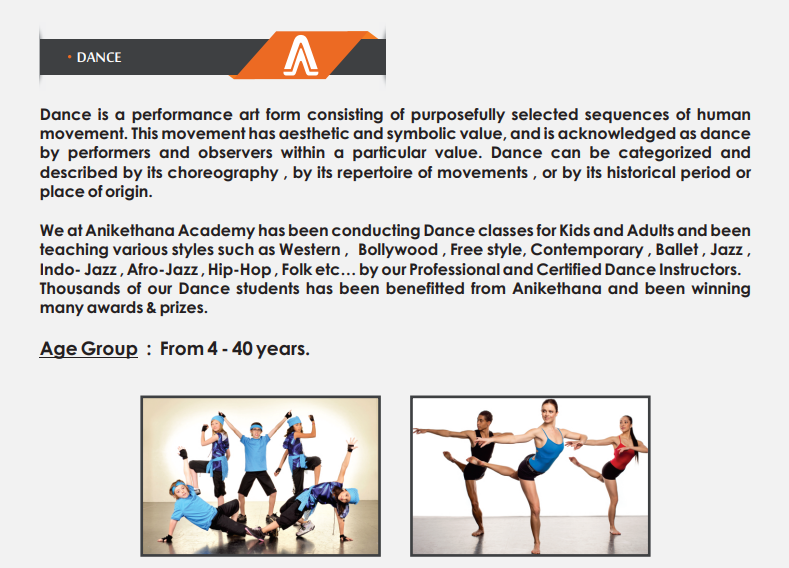 • DANCE
Dance is a performance art form consisting of purposefully selected sequences of human
movement. This movement has aesthetic and symbolic value, and is acknowledged as dance
by performers and observers within a particular value. Dance can be categorized and
described by its choreography , by its repertoire of movements , or by its historical period or
place of origin.
We at Anikethana Academy has been conducting Dance classes for Kids and Adults and been
teaching various styles such as Western , Bollywood , Free style, Contemporary , Ballet , Jazz ,
Indo- Jazz , Afro-Jazz , Hip-Hop , Folk etc... by our Professional and Certified Dance Instructors.
Thousands of our Dance students has been benefitted from Anikethana and been winning
many awards & prizes.
Age Group : From 4 - 40 years.